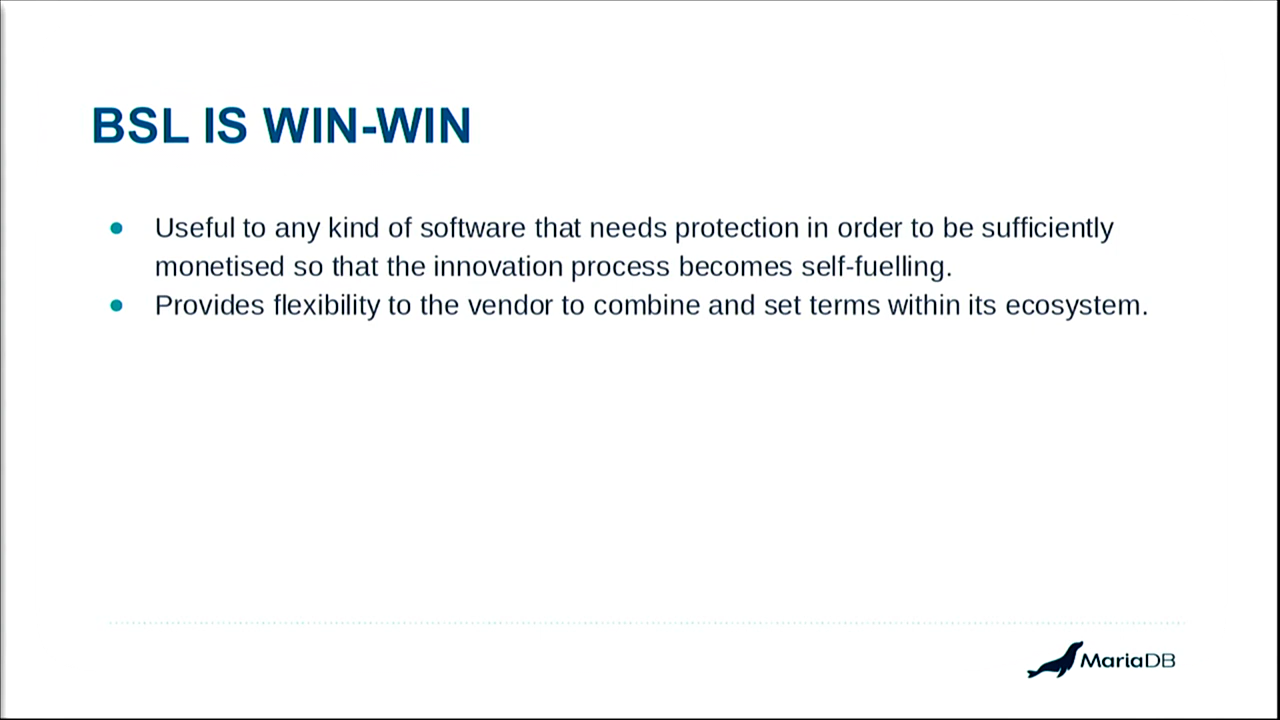 BSL IS WIN-WIN
● Useful to any kind of software that needs protection in order to be sufficiently
monetised so that the innovation process becomes self-fuelling.
● Provides flexibility to the vendor to combine and set terms within its ecosystem.
MariaDB